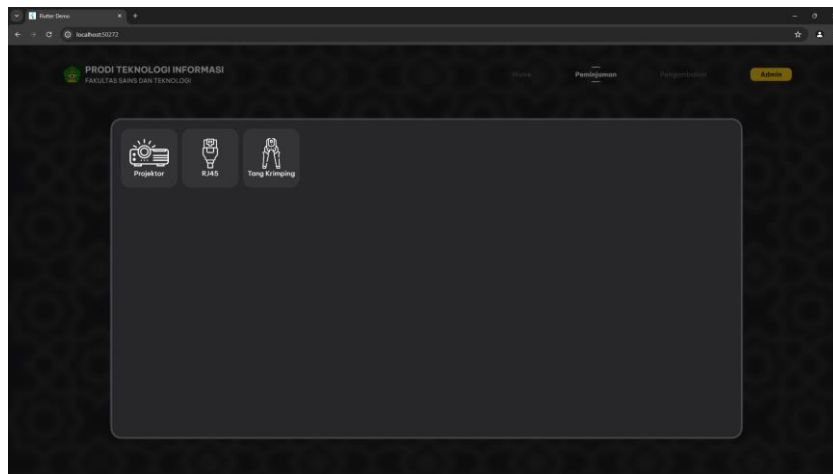 Flutter Demo
localhost:50272
PRODI TEKNOLOGI INFORMASI
FAKULTAS SAINS DAN TEKNOLOGI
Home
Peminjaman
Pengembalian
Admin
Projektor
RJ45
Tang Krimping